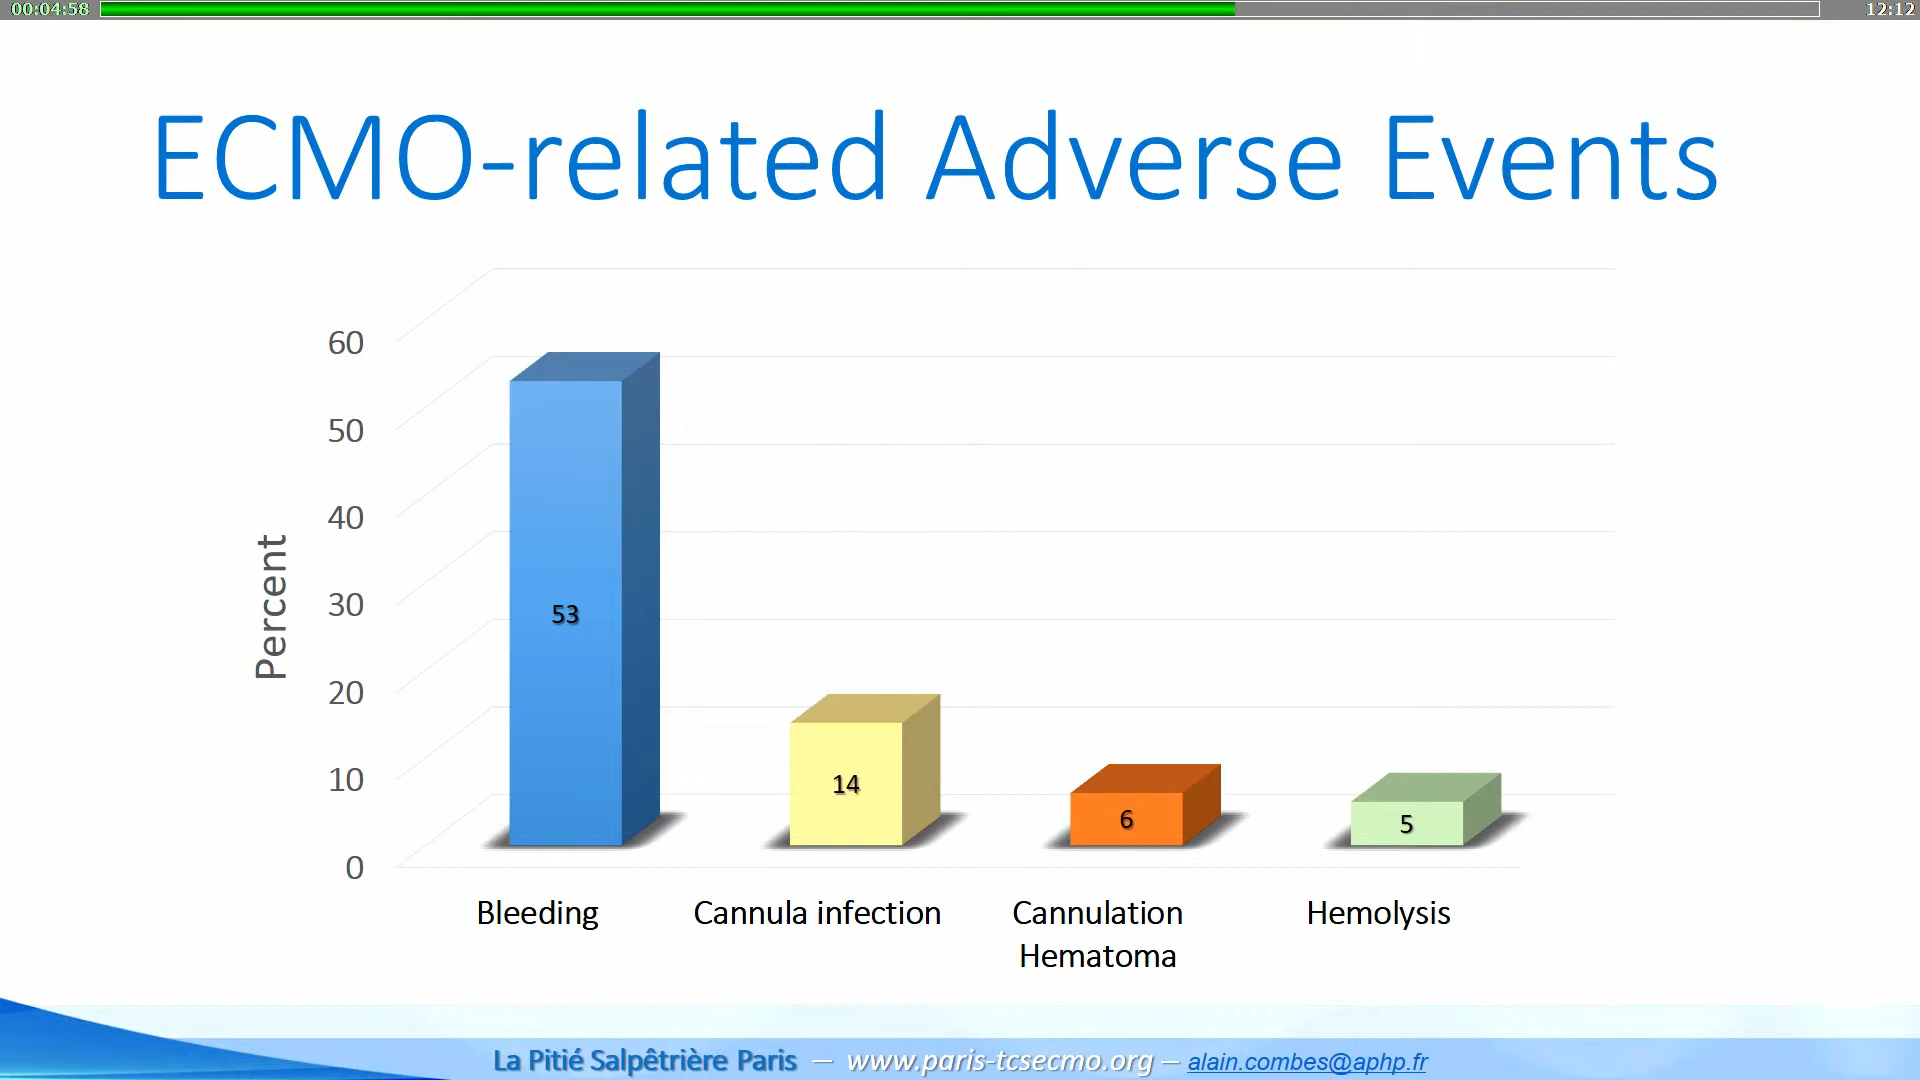 00:04:58 12:12
ECMO-related Adverse Events
Percent
60
50
40
30
20
10
0
53
14
6
5
Bleeding
Cannula infection
Cannulation
Hematoma
Hemolysis
La Pitié Salpêtrière Paris — www.paris-tcsecmo.org — alain.combes@aphp.fr